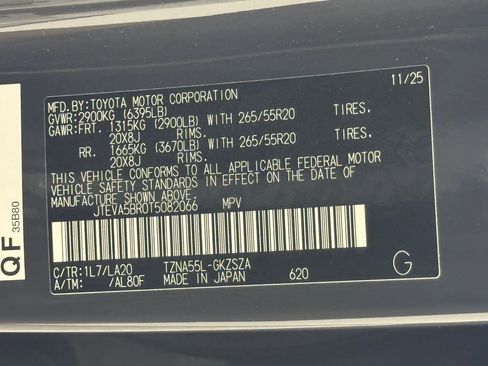 11/25
MFD.BY:TOYOTA MOTOR CORPORATION
GVWR:2900KG (6395LB)
GAWR:FRT. 1315KG (2900LB) WITH 265/55R20 TIRES,
20X8J RIMS.
RR. 1665KG (3670LB) WITH 265/55R20 TIRES,
20X8J RIMS.
THIS VEHICLE CONFORMS TO ALL APPLICABLE FEDERAL MOTOR
VEHICLE SAFETY STANDARDS IN EFFECT ON THE DATE OF
MANUFACTURE SHOWN ABOVE.
JTEVA5BR0T5082066 MPV
C/TR:1L7/LA20 TZNA55L-GKZSZA
A/TM: /AL80F MADE IN JAPAN 620
G
QF 35B80